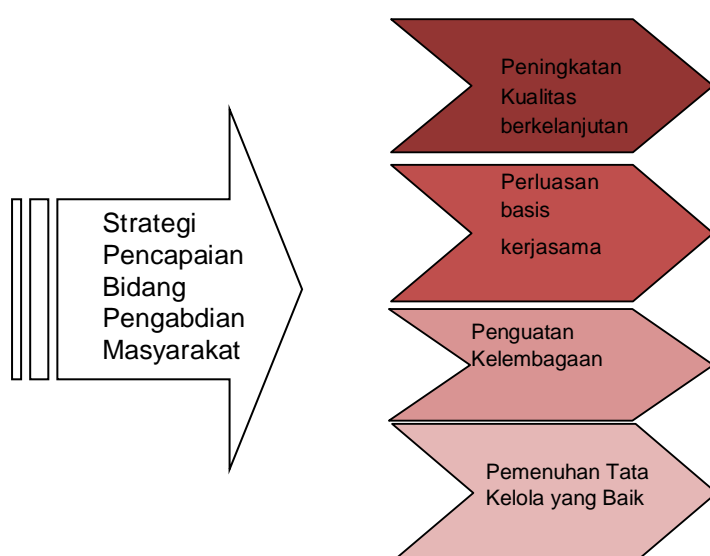 Strategi
Pencapaian
Bidang
Pengabdian
Masyarakat
Peningkatan
Kualitas
berkelanjutan
Perluasan
basis
kerjasama
Penguatan
Kelembagaan
Pemenuhan Tata
Kelola yang Baik